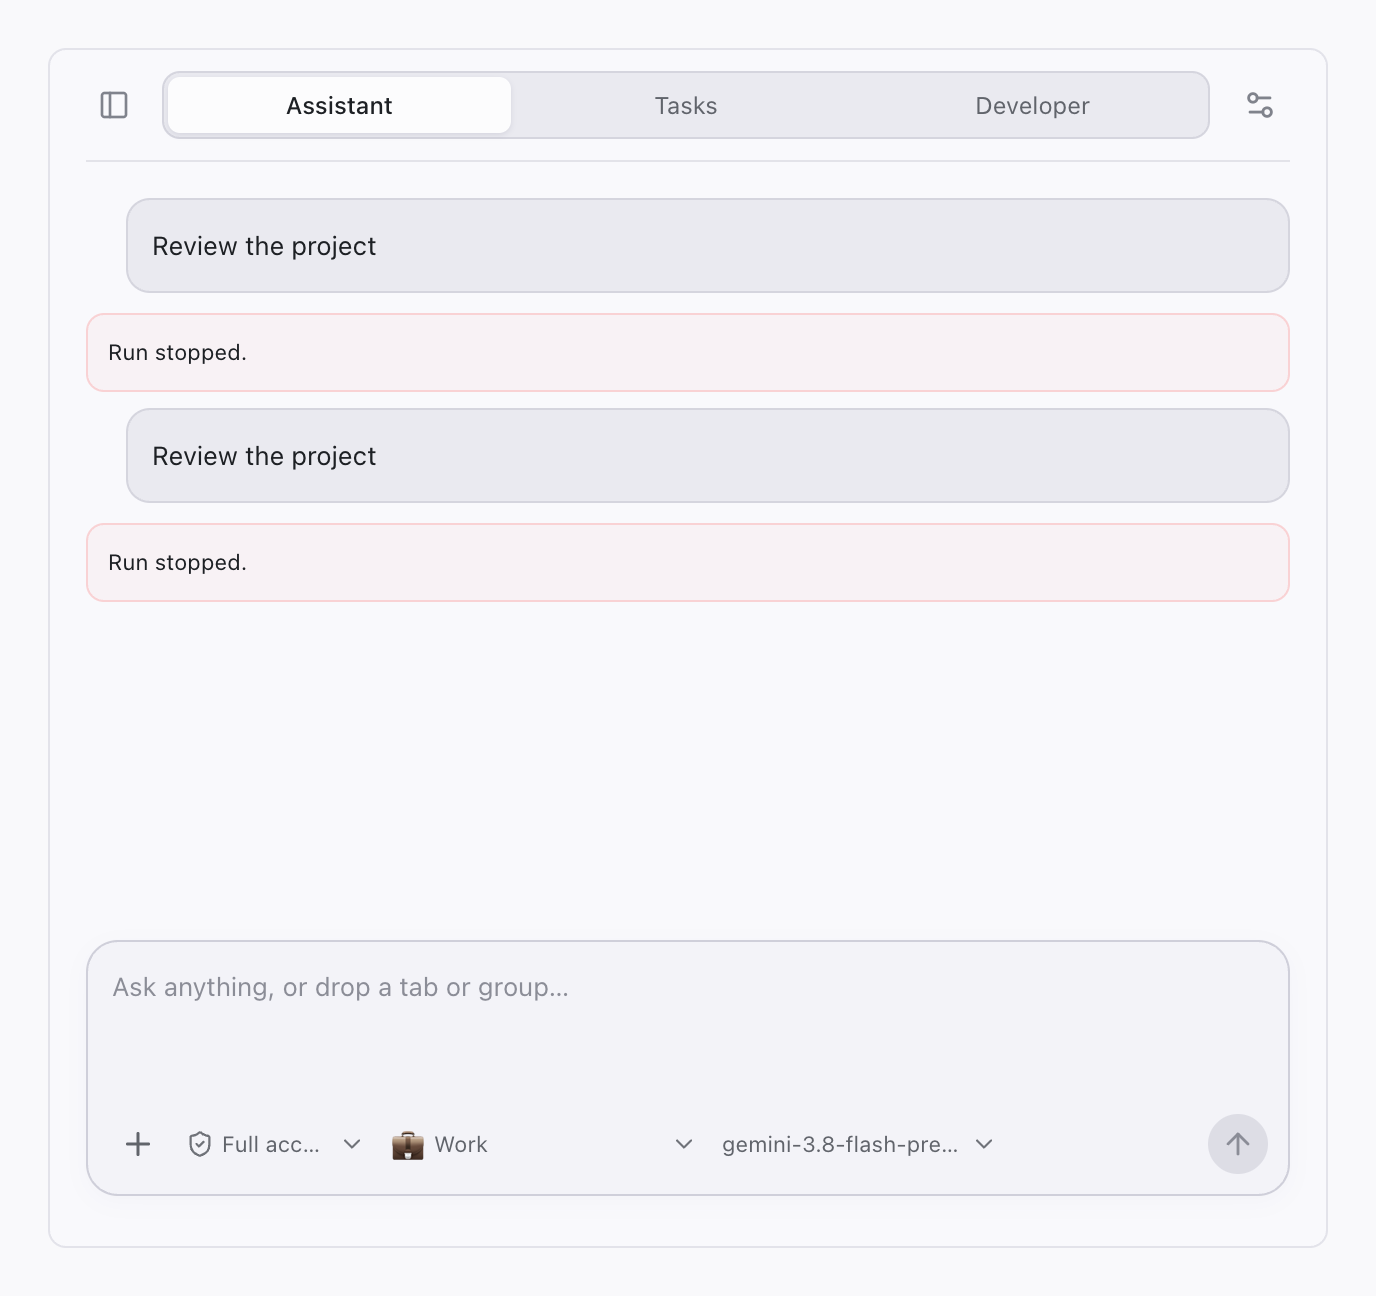 Assistant
Tasks
Developer
Review the project
Run stopped.
Review the project
Run stopped.
Ask anything, or drop a tab or group...
Full acc...
Work
gemini-3.8-flash-pre...